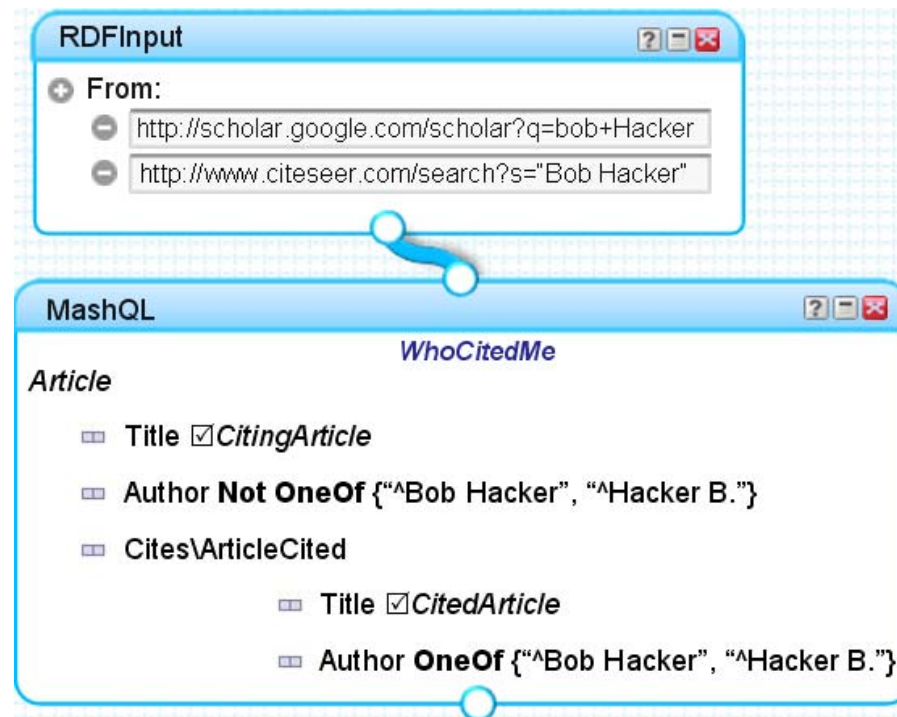 RDFInput
From:
http://scholar.google.com/scholar?q=bob+Hacker
http://www.citeseer.com/search?s="Bob Hacker"
MashQL
WhoCitedMe
Article
Title ☑CitingArticle
Author Not OneOf {“^Bob Hacker”, “^Hacker B.”}
Cites\ArticleCited
Title ☑CitedArticle
Author OneOf {“^Bob Hacker”, “^Hacker B.”}